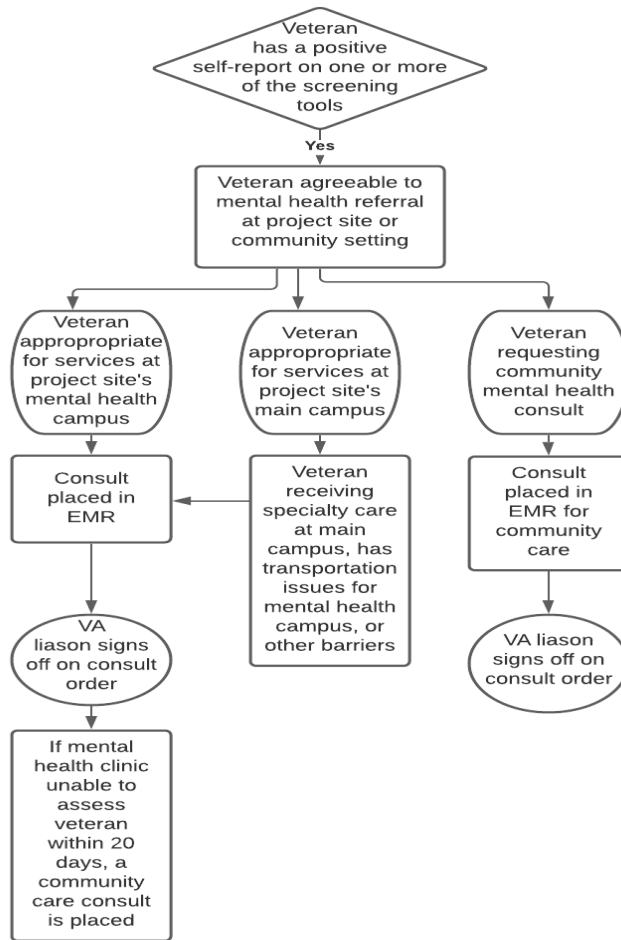 Veteran
has a positive
self-report on one or more
of the screening
tools
Yes
Veteran agreeable to
mental health referral
at project site or
community setting
Veteran
appropropriate
for services at
project site's
mental health
campus
Veteran
appropropriate
for services at
project site's
main campus
Veteran
requesting
community
mental health
consult
Consult
placed in
EMR
Veteran
receiving
specialty care
at main
campus, has
transportation
issues for
mental health
campus, or
other barriers
Consult
placed in
EMR for
community
care
VA
liason signs
off on consult
order
VA liason
signs off on
consult order
If mental
health clinic
unable to
assess
veteran
within 20
days, a
community
care consult
is placed